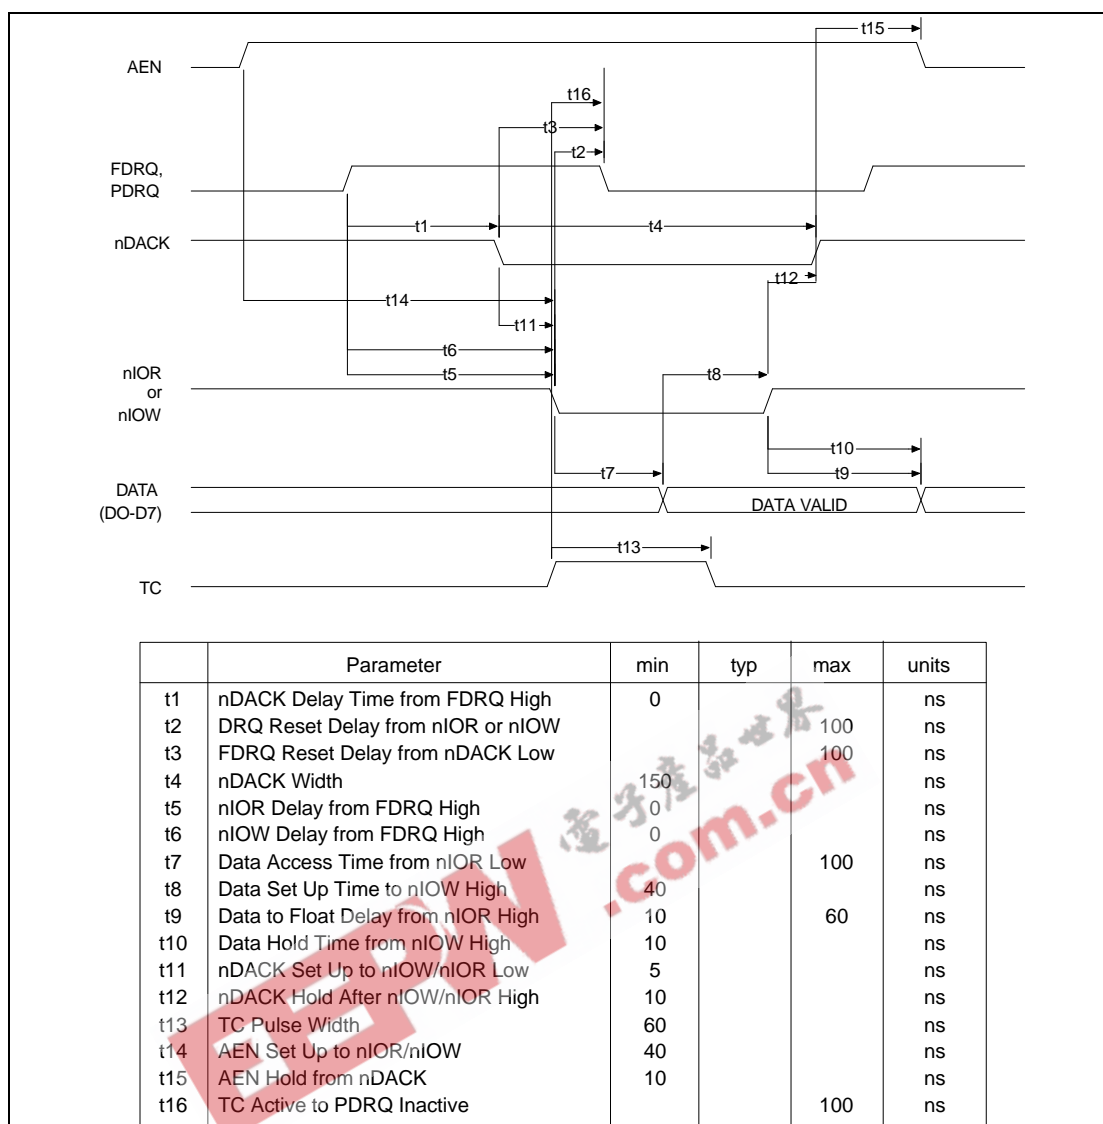 t15
AEN
t16
t3
t2
FDRQ,
PDRQ
t1
t4
nDACK
t12
t14
t11
t6
t5
t8
nIOR
or
nIOW
t10
t7
t9
DATA
(DO-D7)
DATA VALID
t13
TC
Parameter min typ max units
t1 nDACK Delay Time from FDRQ High 0 ns
t2 DRQ Reset Delay from nIOR or nIOW 100 ns
t3 FDRQ Reset Delay from nDACK Low 100 ns
t4 nDACK Width 150 ns
t5 nIOR Delay from FDRQ High 0 ns
t6 nIOW Delay from FDRQ High 0 ns
t7 Data Access Time from nIOR Low 100 ns
t8 Data Set Up Time to nIOW High 40 ns
t9 Data to Float Delay from nIOR High 10 60 ns
t10 Data Hold Time from nIOW High 10 ns
t11 nDACK Set Up to nIOW/nIOR Low 5 ns
t12 nDACK Hold After nIOW/nIOR High 10 ns
t13 TC Pulse Width 60 ns
t14 AEN Set Up to nIOR/nIOW 40 ns
t15 AEN Hold from nDACK 10 ns
t16 TC Active to PDRQ Inactive 100 ns
電子產品世界
EEPW.com.cn